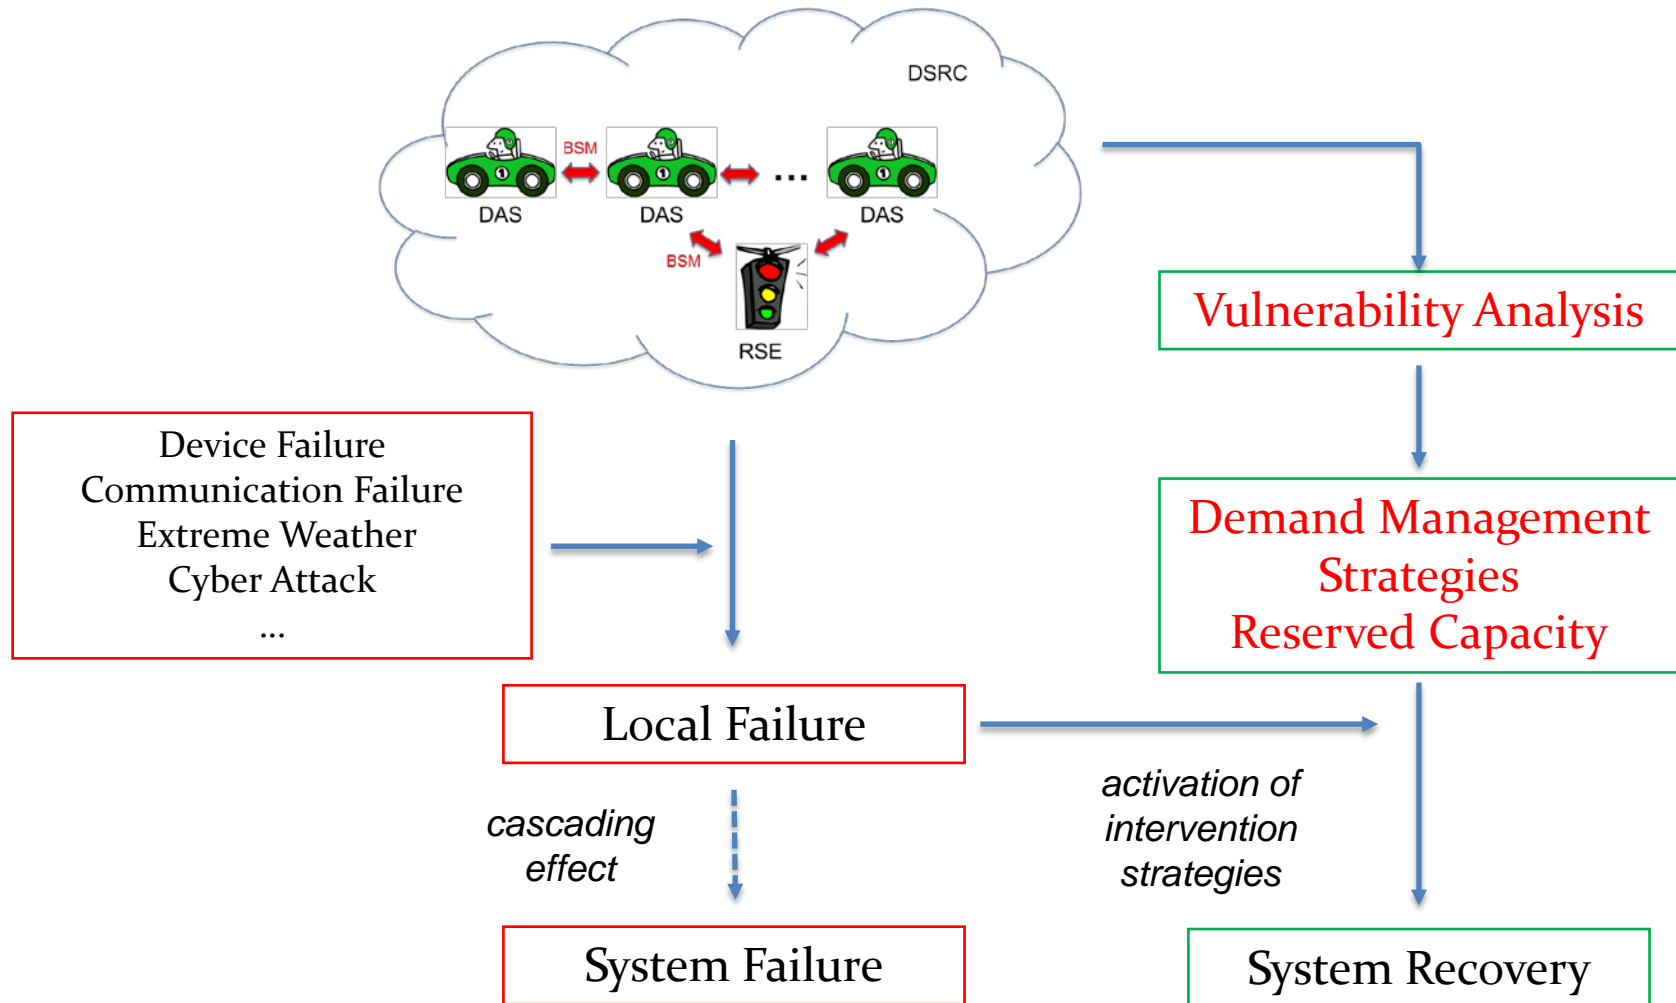 DSRC
BSM
...
DAS
DAS
DAS
BSM
RSE
Vulnerability Analysis
Device Failure
Communication Failure
Extreme Weather
Cyber Attack
...
Demand Management
Strategies
Reserved Capacity
Local Failure
cascading
effect
activation of
intervention
strategies
System Failure
System Recovery